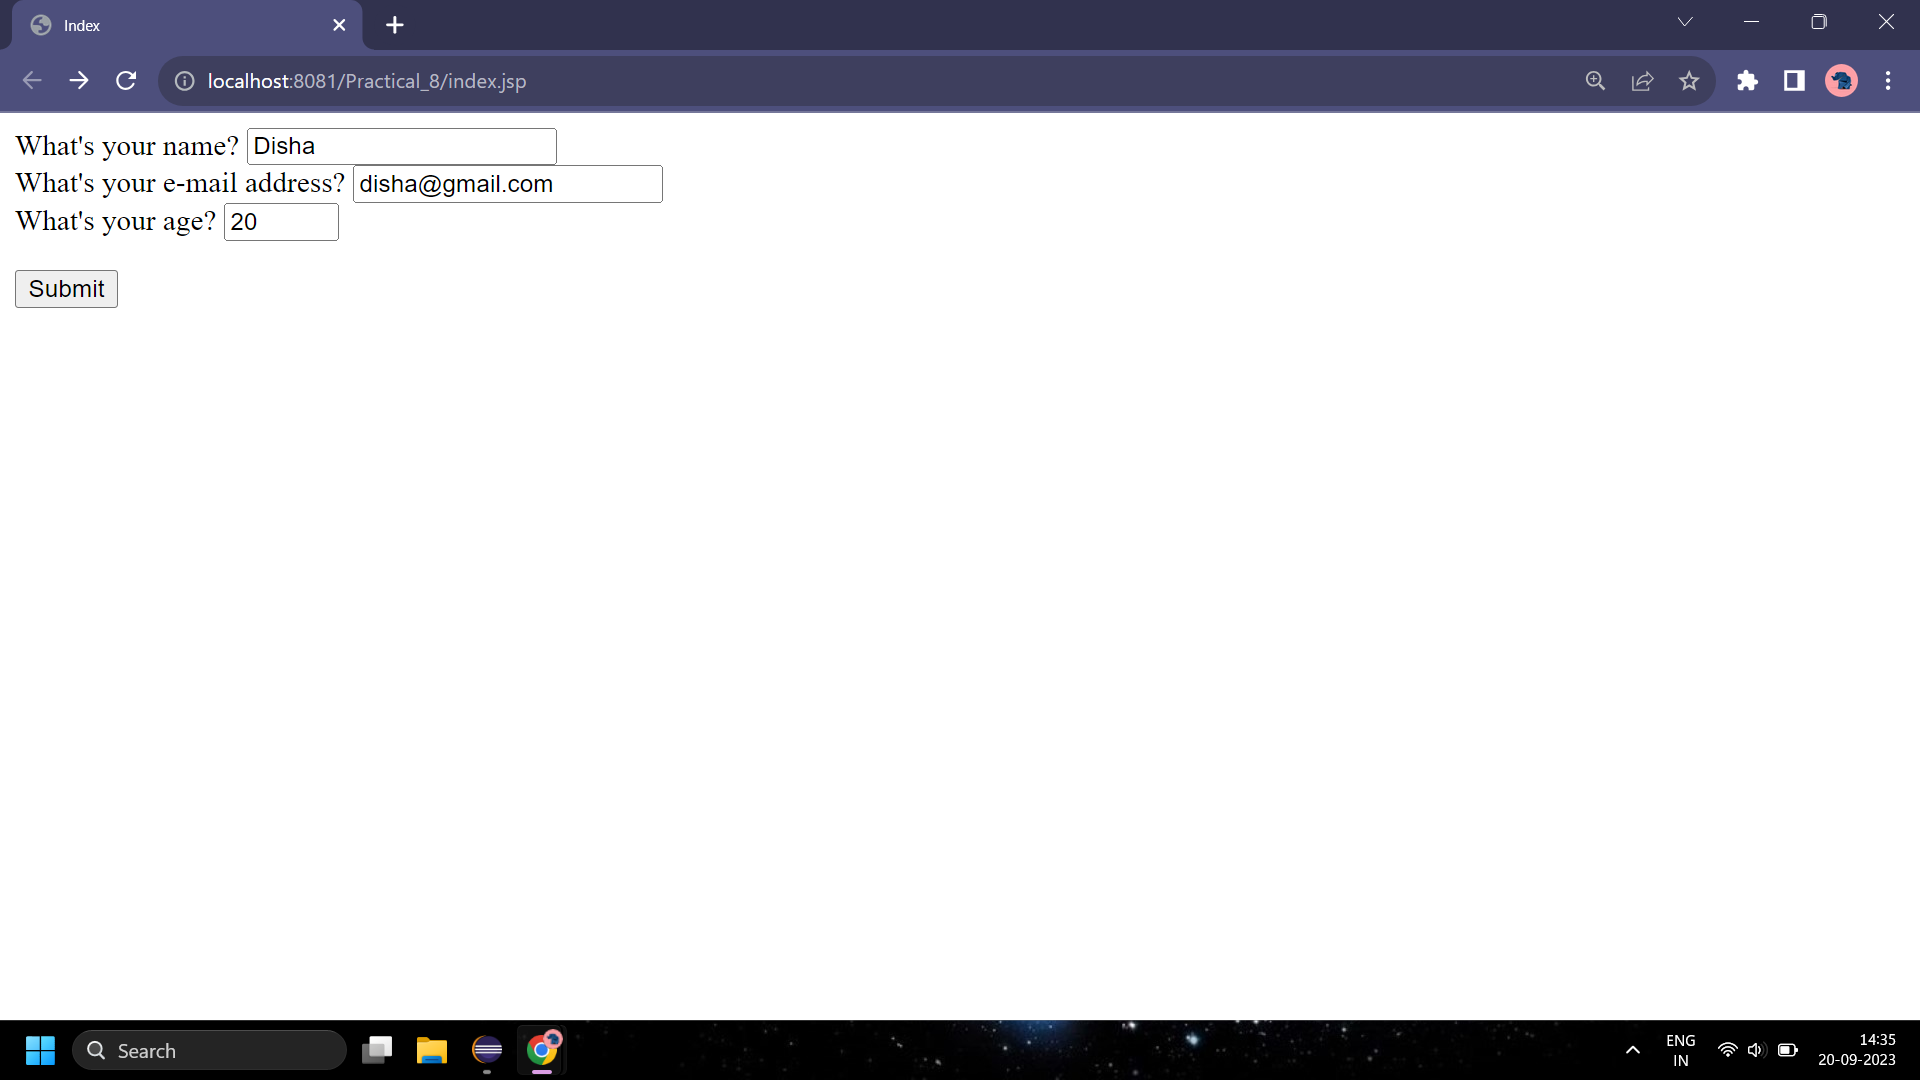 Index
localhost:8081/Practical_8/index.jsp
What's your name? Disha
What's your e-mail address? disha@gmail.com
What's your age? 20
Submit
Search
ENG
IN
14:35
20-09-2023